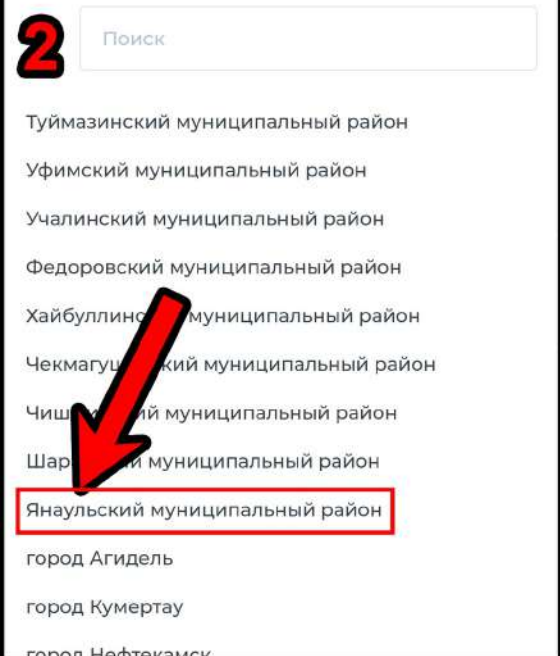 2
Поиск
Туймазинский муниципальный район
Уфимский муниципальный район
Учалинский муниципальный район
Федоровский муниципальный район
муниципальный район
муниципальный район
муниципальный район
муниципальный район
Янаульский муниципальный район
город Агидель
город Кумертау
город Нефтекамск